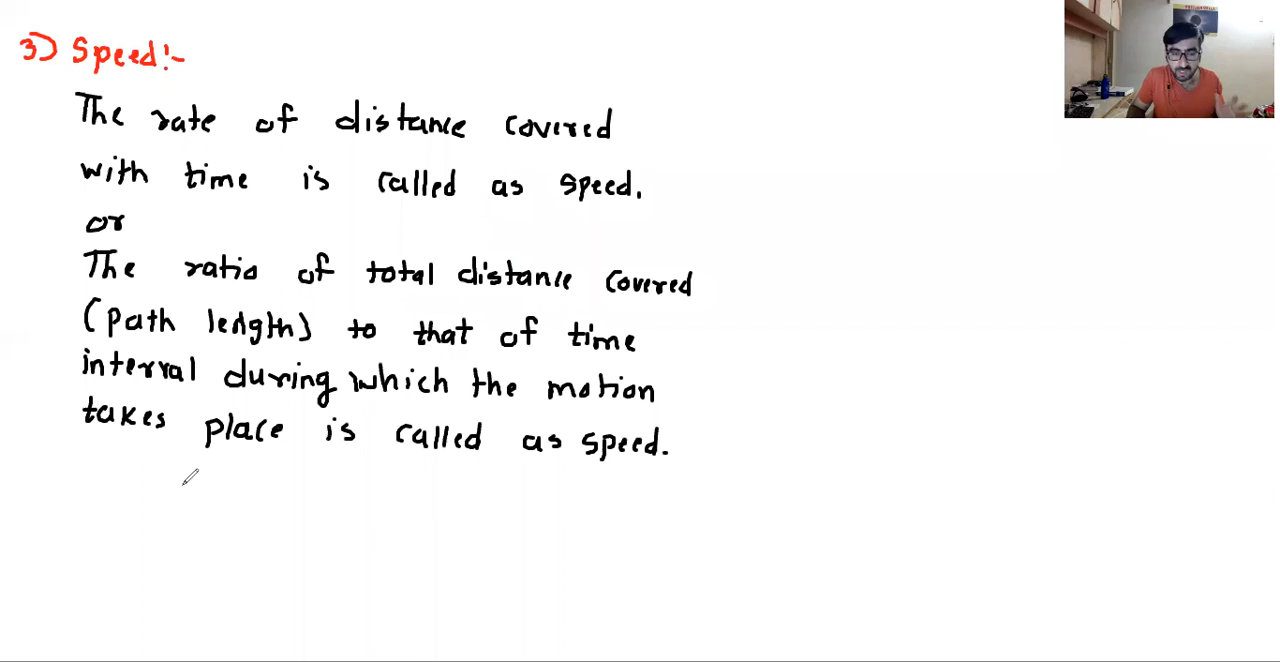 3) Speed:-
The rate of distance covered
with time is called as speed.
or
The ratio of total distance covered
(path length) to that of time
interval during which the motion
takes place is called as speed.